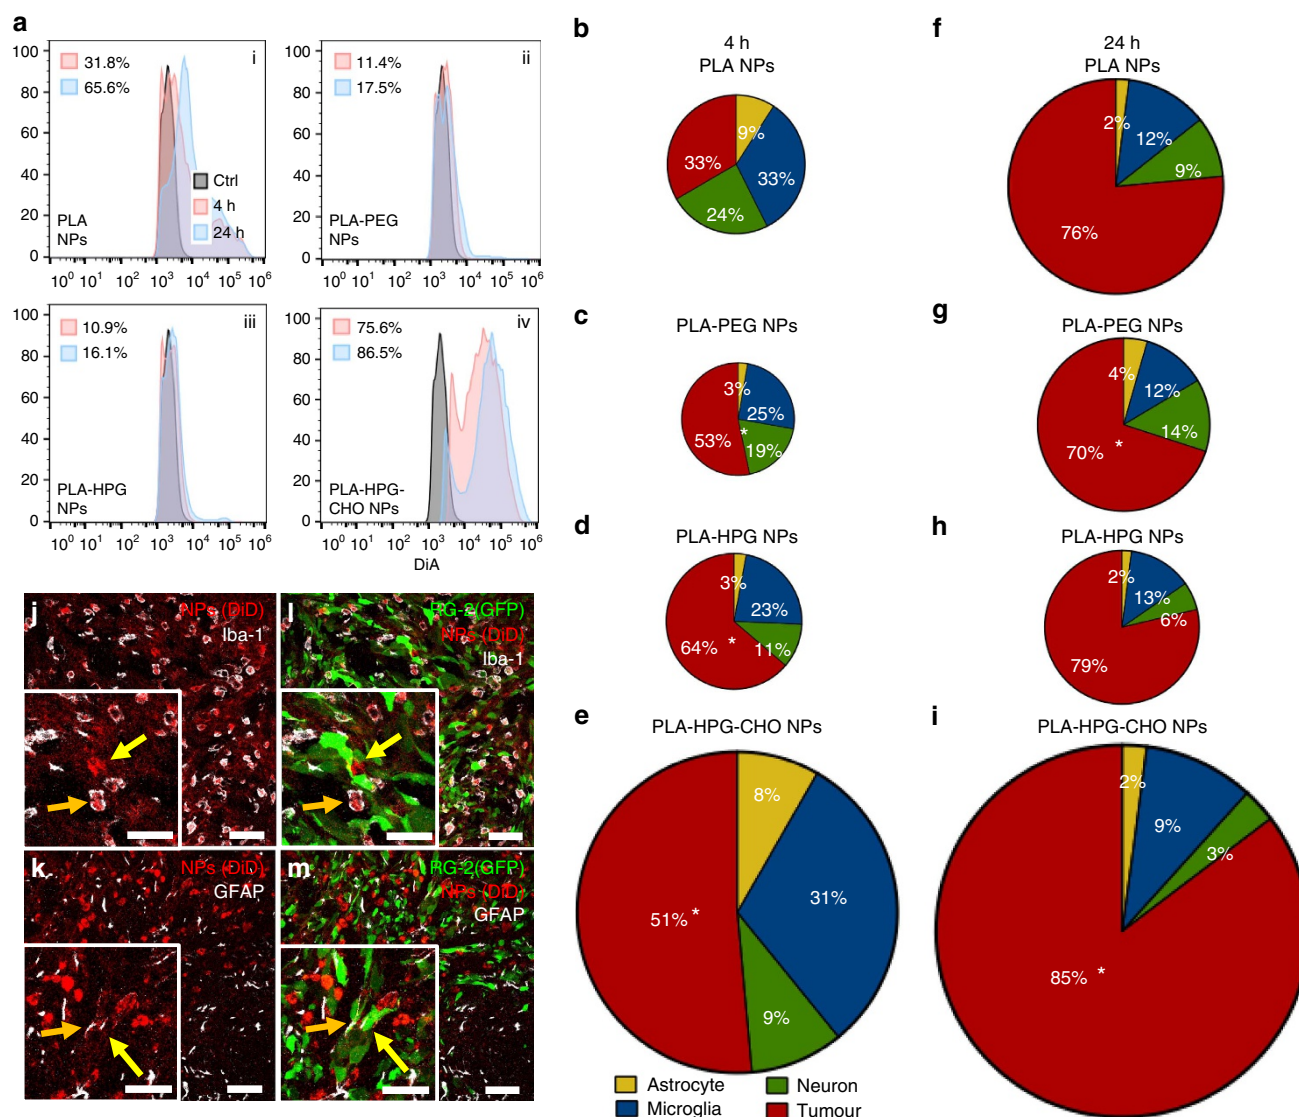 a
100
80
60
40
20
0
31.8%
65.6%
i
Ctrl
4 h
24 h
PLA
NPs
10⁰ 10¹ 10² 10³ 10⁴ 10⁵ 10⁶
100
80
60
40
20
0
11.4%
17.5%
ii
PLA-PEG
NPs
10⁰ 10¹ 10² 10³ 10⁴ 10⁵ 10⁶
100
80
60
40
20
0
10.9%
16.1%
iii
PLA-HPG
NPs
10⁰ 10¹ 10² 10³ 10⁴ 10⁵ 10⁶
100
80
60
40
20
0
75.6%
86.5%
iv
PLA-HPG-
CHO NPs
10⁰ 10¹ 10² 10³ 10⁴ 10⁵ 10⁶
DiA
b
4 h
PLA NPs
9%
33%
24%
33%
c
PLA-PEG NPs
3%
25%
19%
53%
*
d
PLA-HPG NPs
3%
23%
11%
64% *
e
PLA-HPG-CHO NPs
8%
31%
9%
51% *
f
24 h
PLA NPs
2%
12%
9%
76%
g
PLA-PEG NPs
4%
12%
14%
70% *
h
PLA-HPG NPs
2%
13%
6%
79%
i
PLA-HPG-CHO NPs
2%
9%
3%
85% *
Astrocyte
Microglia
Neuron
Tumour
j
NPs (DiD)
Iba-1
l
RG-2(GFP)
NPs (DiD)
Iba-1
k
NPs (DiD)
GFAP
m
RG-2(GFP)
NPs (DiD)
GFAP